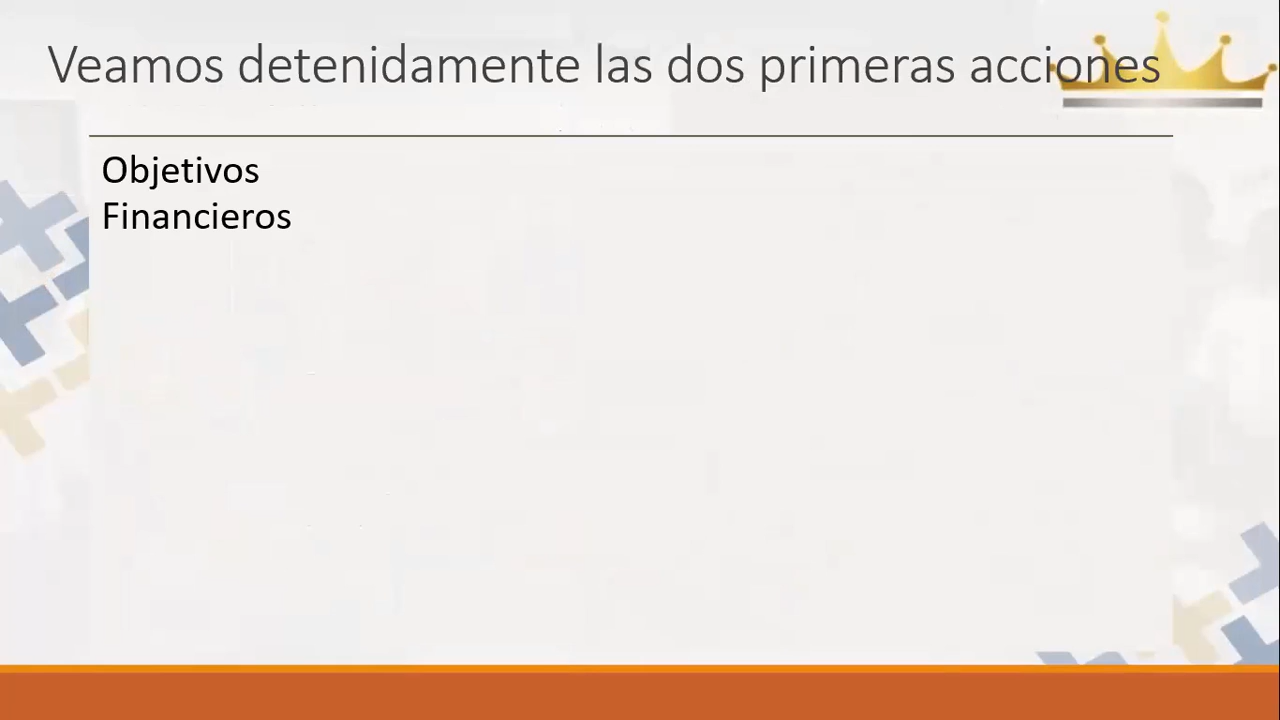 Veamos detenidamente las dos primeras acciones
Objetivos
Financieros